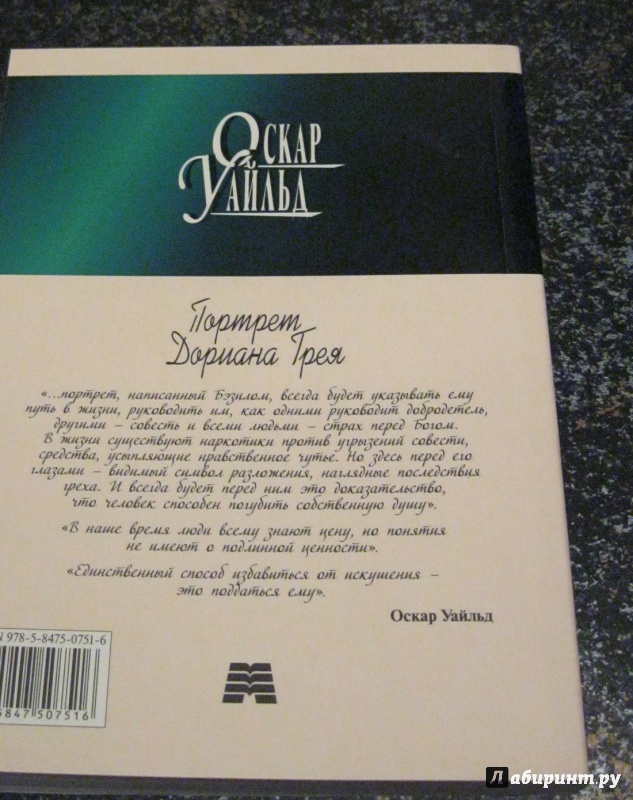 Оскар
Уайльд
Портрет
Дориана Грея
«...портрет, написанный Бэзилом, всегда будет указывать ему
путь в жизни, руководить им, как одними руководит добродетель,
другими – совесть и всеми людьми – страх перед Богом.
В жизни существуют наркотики против угрызений совести,
средства, усыпляющие нравственное чутье. Но здесь перед его
глазами – видимый символ разложения, наглядные последствия
греха. И всегда будет перед ним это доказательство,
что человек способен погубить собственную душу».
«В наше время люди всему знают цену, но понятия
не имеют о подлинной ценности».
«Единственный способ избавиться от искушения –
это поддаться ему».
Оскар Уайльд
N 978-5-8475-0751-6
5847 507516
Лабиринт.ру